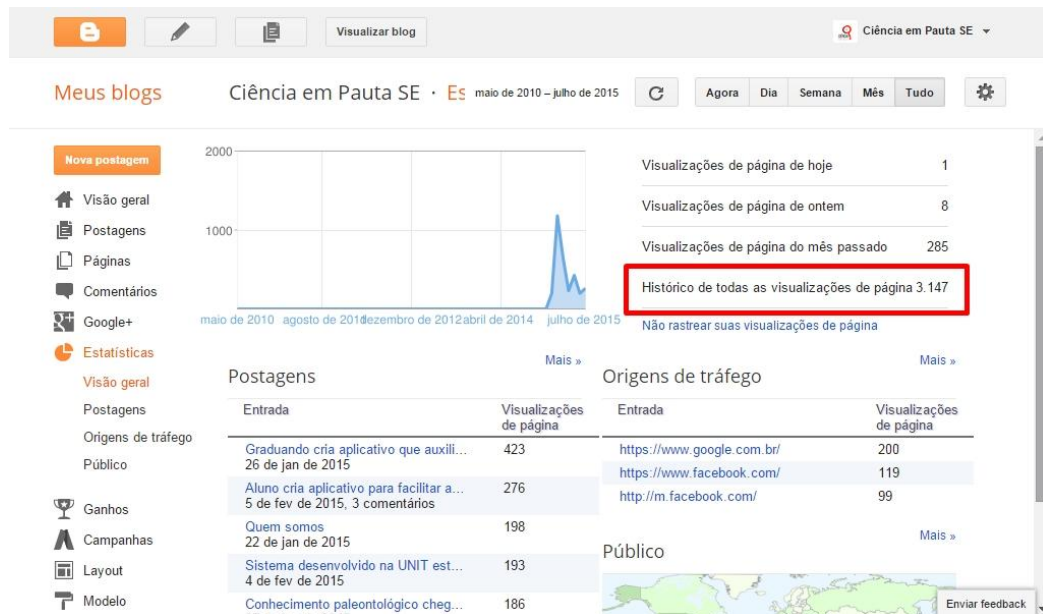 Visualizar blog
Ciência em Pauta SE
Meus blogs
Ciência em Pauta SE · Es
maio de 2010 – julho de 2015
Agora Dia Semana Mês Tudo
Nova postagem
Visão geral
Postagens
Páginas
Comentários
Google+
Estatísticas
Visão geral
Postagens
Origens de tráfego
Público
Ganhos
Campanhas
Layout
Modelo
2000
1000
maio de 2010 agosto de 2011 dezembro de 2012 abril de 2014 julho de 2015
Visualizações de página de hoje 1
Visualizações de página de ontem 8
Visualizações de página do mês passado 285
Histórico de todas as visualizações de página 3.147
Não rastrear suas visualizações de página
Mais »
Postagens
Entrada Visualizações
de página
Graduando cria aplicativo que auxili... 423
26 de jan de 2015
Aluno cria aplicativo para facilitar a... 276
5 de fev de 2015, 3 comentários
Quem somos 198
22 de jan de 2015
Sistema desenvolvido na UNIT est... 193
4 de fev de 2015
Conhecimento paleontológico cheg... 186
Mais »
Origens de tráfego
Entrada Visualizações
de página
https://www.google.com.br/ 200
https://www.facebook.com/ 119
http://m.facebook.com/ 99
Mais »
Público
Enviar feedback